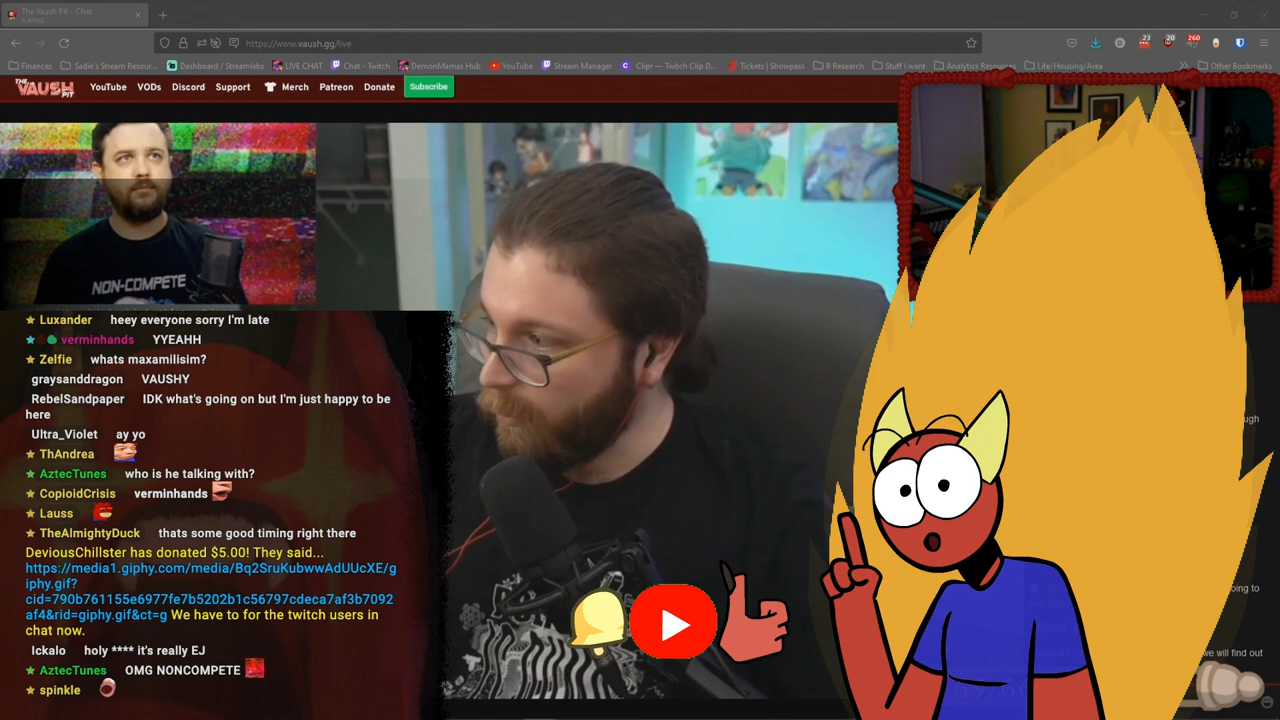 The Vaush Pit - Chat
PLAYING
https://www.vaush.gg/live
23
20
260
Finances
Sadie's Stream Resour...
Dashboard / Streamlabs
LIVE CHAT
Chat - Twitch
DemonMamas Hub
YouTube
Stream Manager
Clipr — Twitch Clip D...
Tickets | Showpass
B Research
Stuff I want
Analytics Resources
Life/Housing/Area
Other Bookmarks
THE VAUSH PIT
YouTube
VODs
Discord
Support
Merch
Patreon
Donate
Subscribe
NON-COMPETE
Luxander heey everyone sorry I'm late
verminhands YYEAHH
Zelfie whats maxamilisim?
graysanddragon VAUSHY
RebelSandpaper IDK what's going on but I'm just happy to be
here
Ultra_Violet ay yo
ThAndrea
AztecTunes who is he talking with?
CopioidCrisis verminhands
Lauss
TheAlmightyDuck thats some good timing right there
DeviousChillster has donated $5.00! They said...
https://media1.giphy.com/media/Bq2SruKubwwAdUUcXE/g
iphy.gif?
cid=790b761155e6977fe7b5202b1c56797cdeca7af3b7092
af4&rid=giphy.gif&ct=g We have to for the twitch users in
chat now.
Ickalo holy **** it's really EJ
AztecTunes OMG NONCOMPETE
spinkle
we will find out